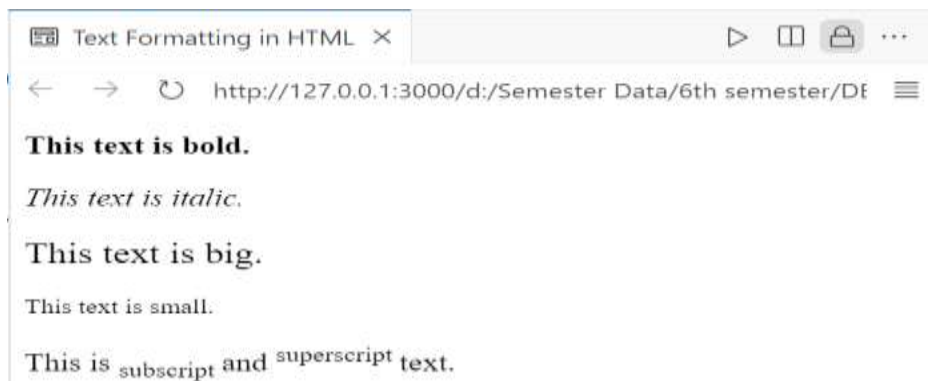 Text Formatting in HTML
http://127.0.0.1:3000/d:/Semester Data/6th semester/DE
This text is bold.
This text is italic.
This text is big.
This text is small.
This is subscript and superscript text.